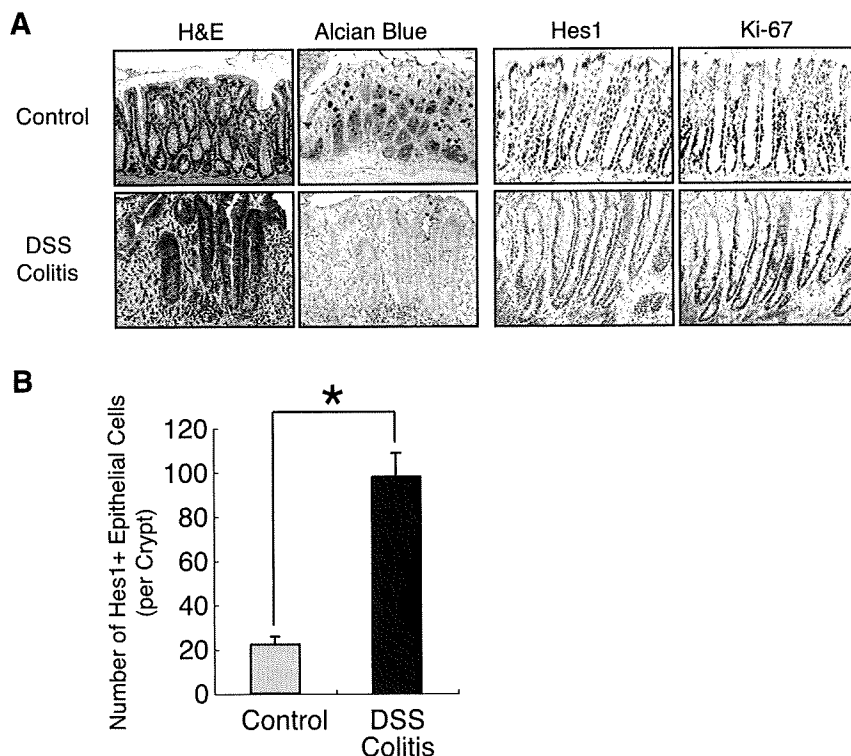 A
H&E
Alcian Blue
Hes1
Ki-67
Control
DSS
Colitis
B
Number of Hes1+ Epithelial Cells
(per Crypt)
*
120
100
80
60
40
20
0
Control
DSS
Colitis